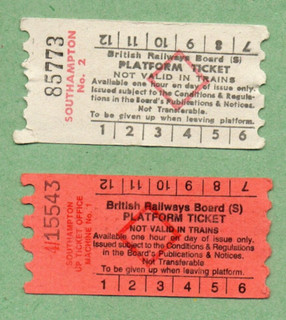 85773
SOUTHAMPTON
No. 2
12 11 10 9 8 7
British Railways Board (S)
PLATFORM TICKET
NOT VALID IN TRAINS
Available one hour on day of issue only.
Issued subject to the Conditions & Regula-
tions in the Board's Publications & Notices.
Not Transferable.
To be given up when leaving platform.
1 2 3 4 5 6
15543
SOUTHAMPTON
UP TICKET OFFICE
MACHINE No. 1
12 11 10 9 8 7
British Railways Board (S)
PLATFORM TICKET
NOT VALID IN TRAINS
Available one hour on day of issue only.
Issued subject to the Conditions & Regulations
in the Board's Publications & Notices.
Not Transferable
To be given up when leaving platform.
1 2 3 4 5 6